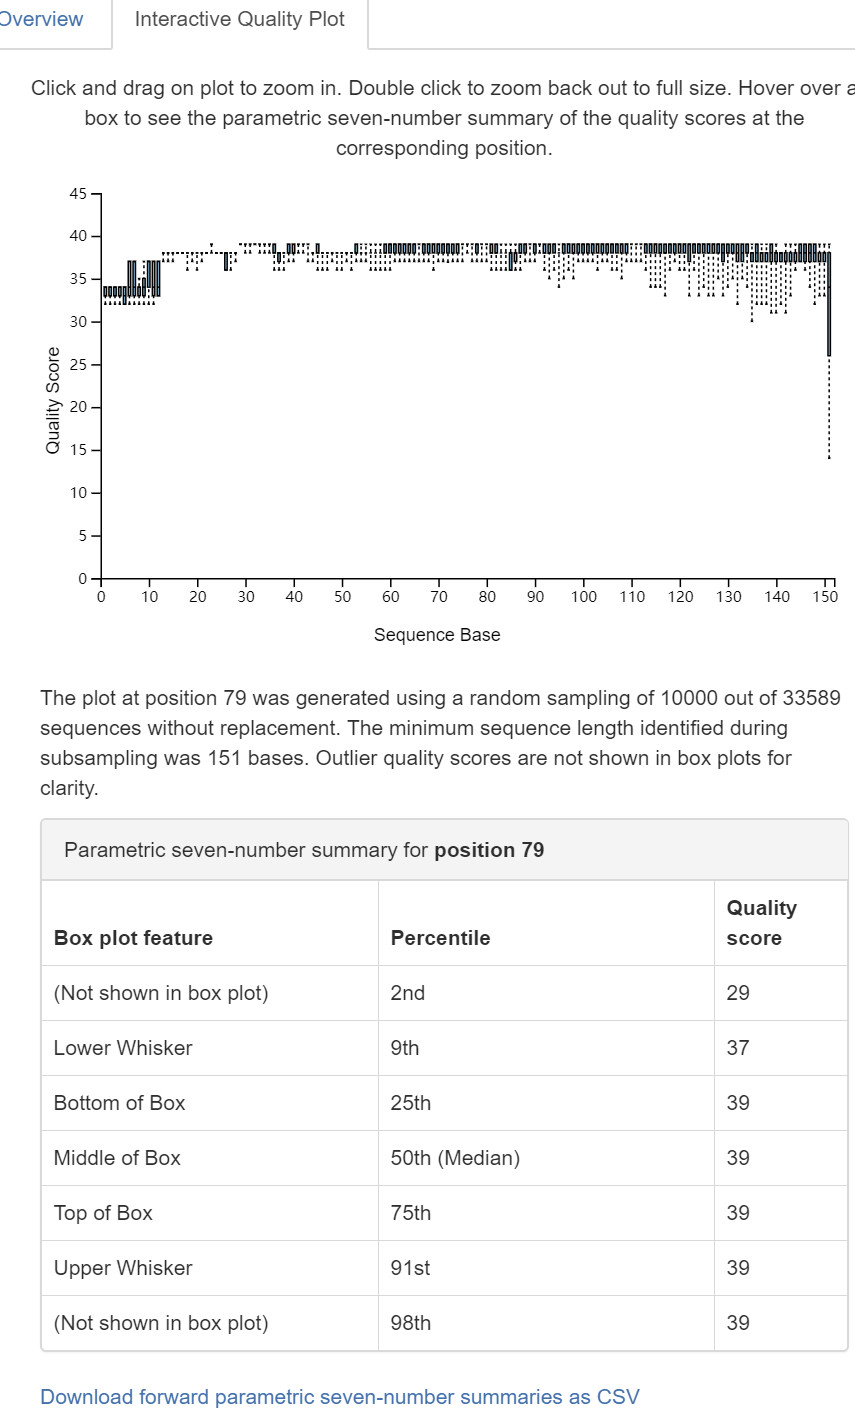 Overview
Interactive Quality Plot
Click and drag on plot to zoom in. Double click to zoom back out to full size. Hover over a
box to see the parametric seven-number summary of the quality scores at the
corresponding position.
45
40
35
30
25
20
15
10
5
0
Quality Score
0 10 20 30 40 50 60 70 80 90 100 110 120 130 140 150
Sequence Base
The plot at position 79 was generated using a random sampling of 10000 out of 33589
sequences without replacement. The minimum sequence length identified during
subsampling was 151 bases. Outlier quality scores are not shown in box plots for
clarity.
Parametric seven-number summary for position 79
Box plot feature Percentile Quality score
(Not shown in box plot) 2nd 29
Lower Whisker 9th 37
Bottom of Box 25th 39
Middle of Box 50th (Median) 39
Top of Box 75th 39
Upper Whisker 91st 39
(Not shown in box plot) 98th 39
Download forward parametric seven-number summaries as CSV